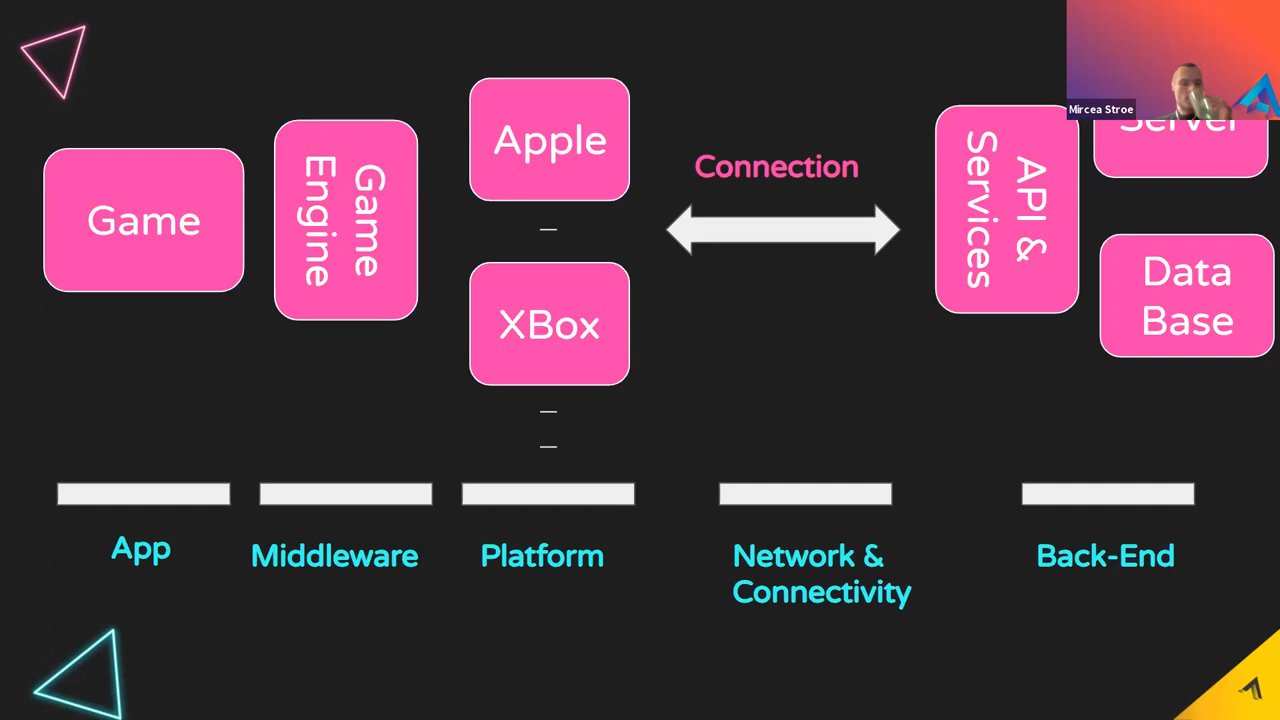 Mircea Stroe
Game
Game
Engine
Apple
XBox
Connection
API &
Services
Server
Data
Base
App
Middleware
Platform
Network &
Connectivity
Back-End